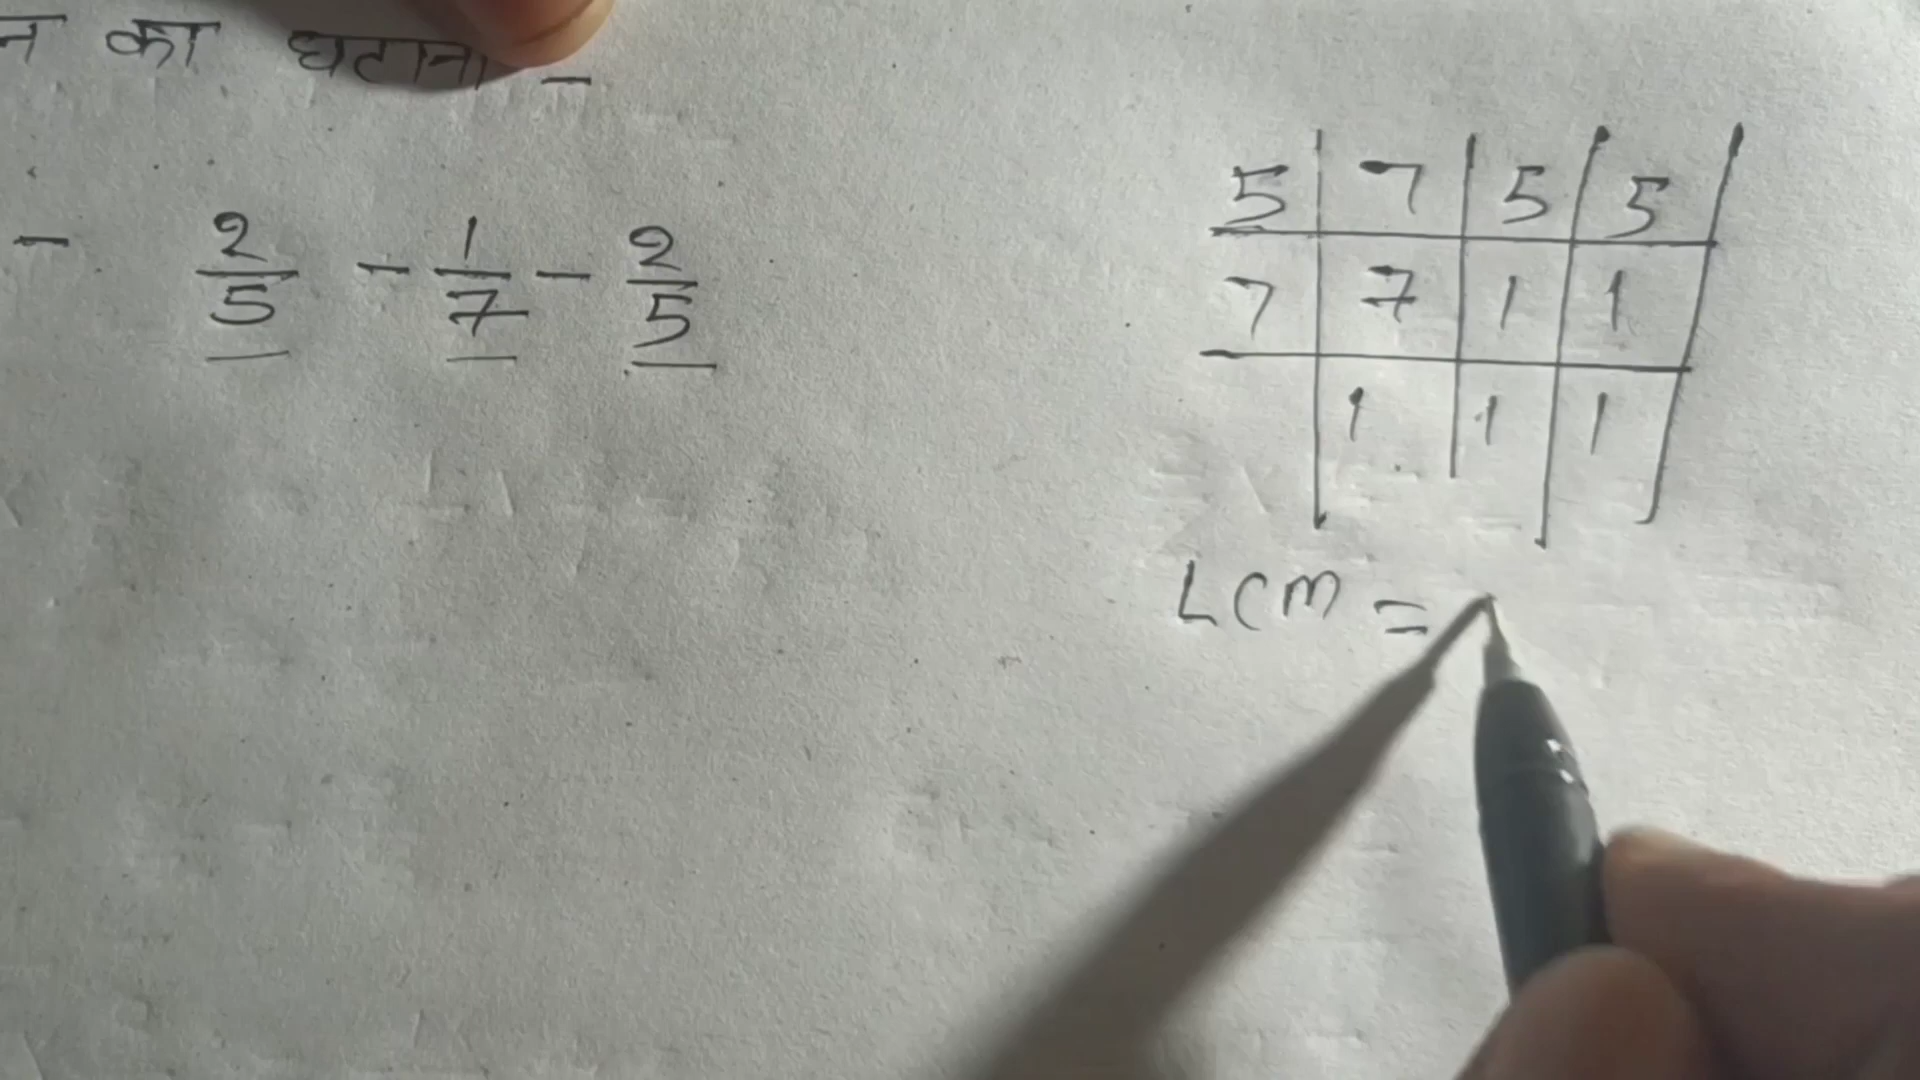 न का घटाना -
- 2/5 - 1/7 - 2/5
5 | 7 | 5 | 5
7 | 7 | 1 | 1
1 | 1 | 1
LCM =